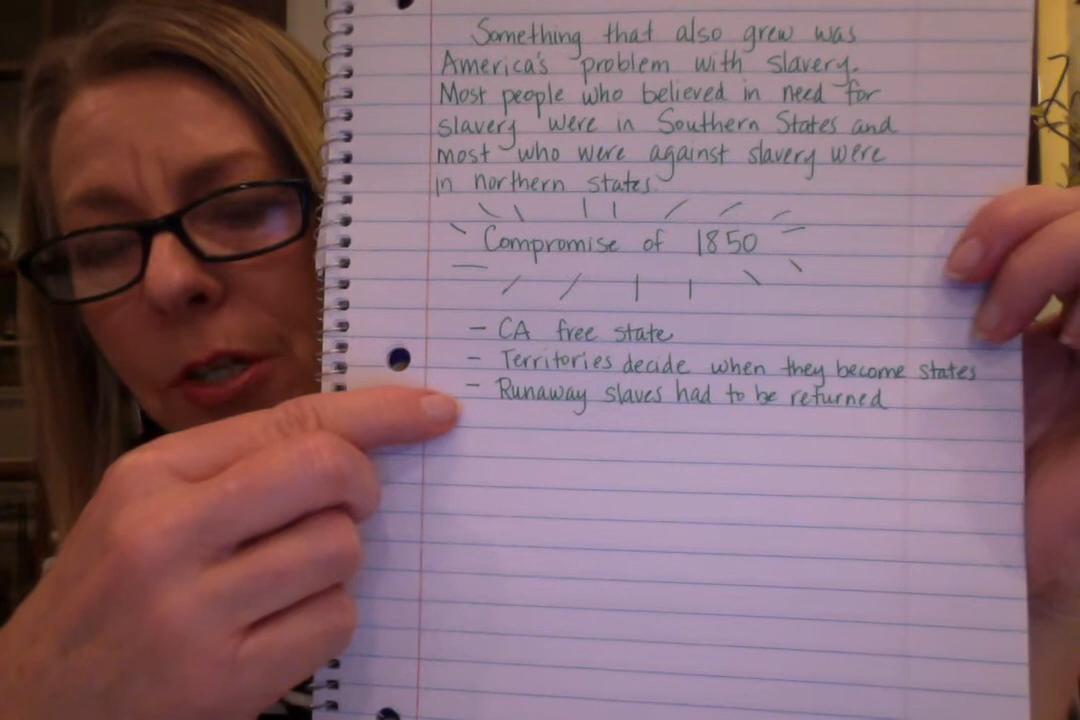 Something that also grew was
America's problem with slavery.
Most people who believed in need for
slavery were in Southern States and
most who were against slavery were
in northern states.
Compromise of 1850
- CA free state
- Territories decide when they become states
- Runaway slaves had to be returned